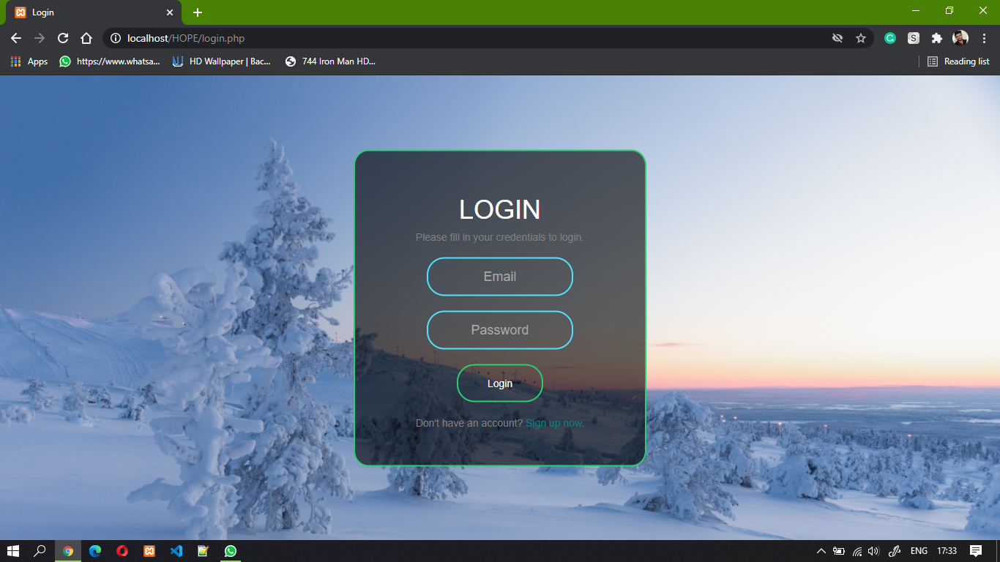 Login
localhost/HOPE/login.php
Apps
https://www.whatsa...
HD Wallpaper | Bac...
744 Iron Man HD...
Reading list
LOGIN
Please fill in your credentials to login.
Email
Password
Login
Don't have an account? Sign up now.
ENG
17:33